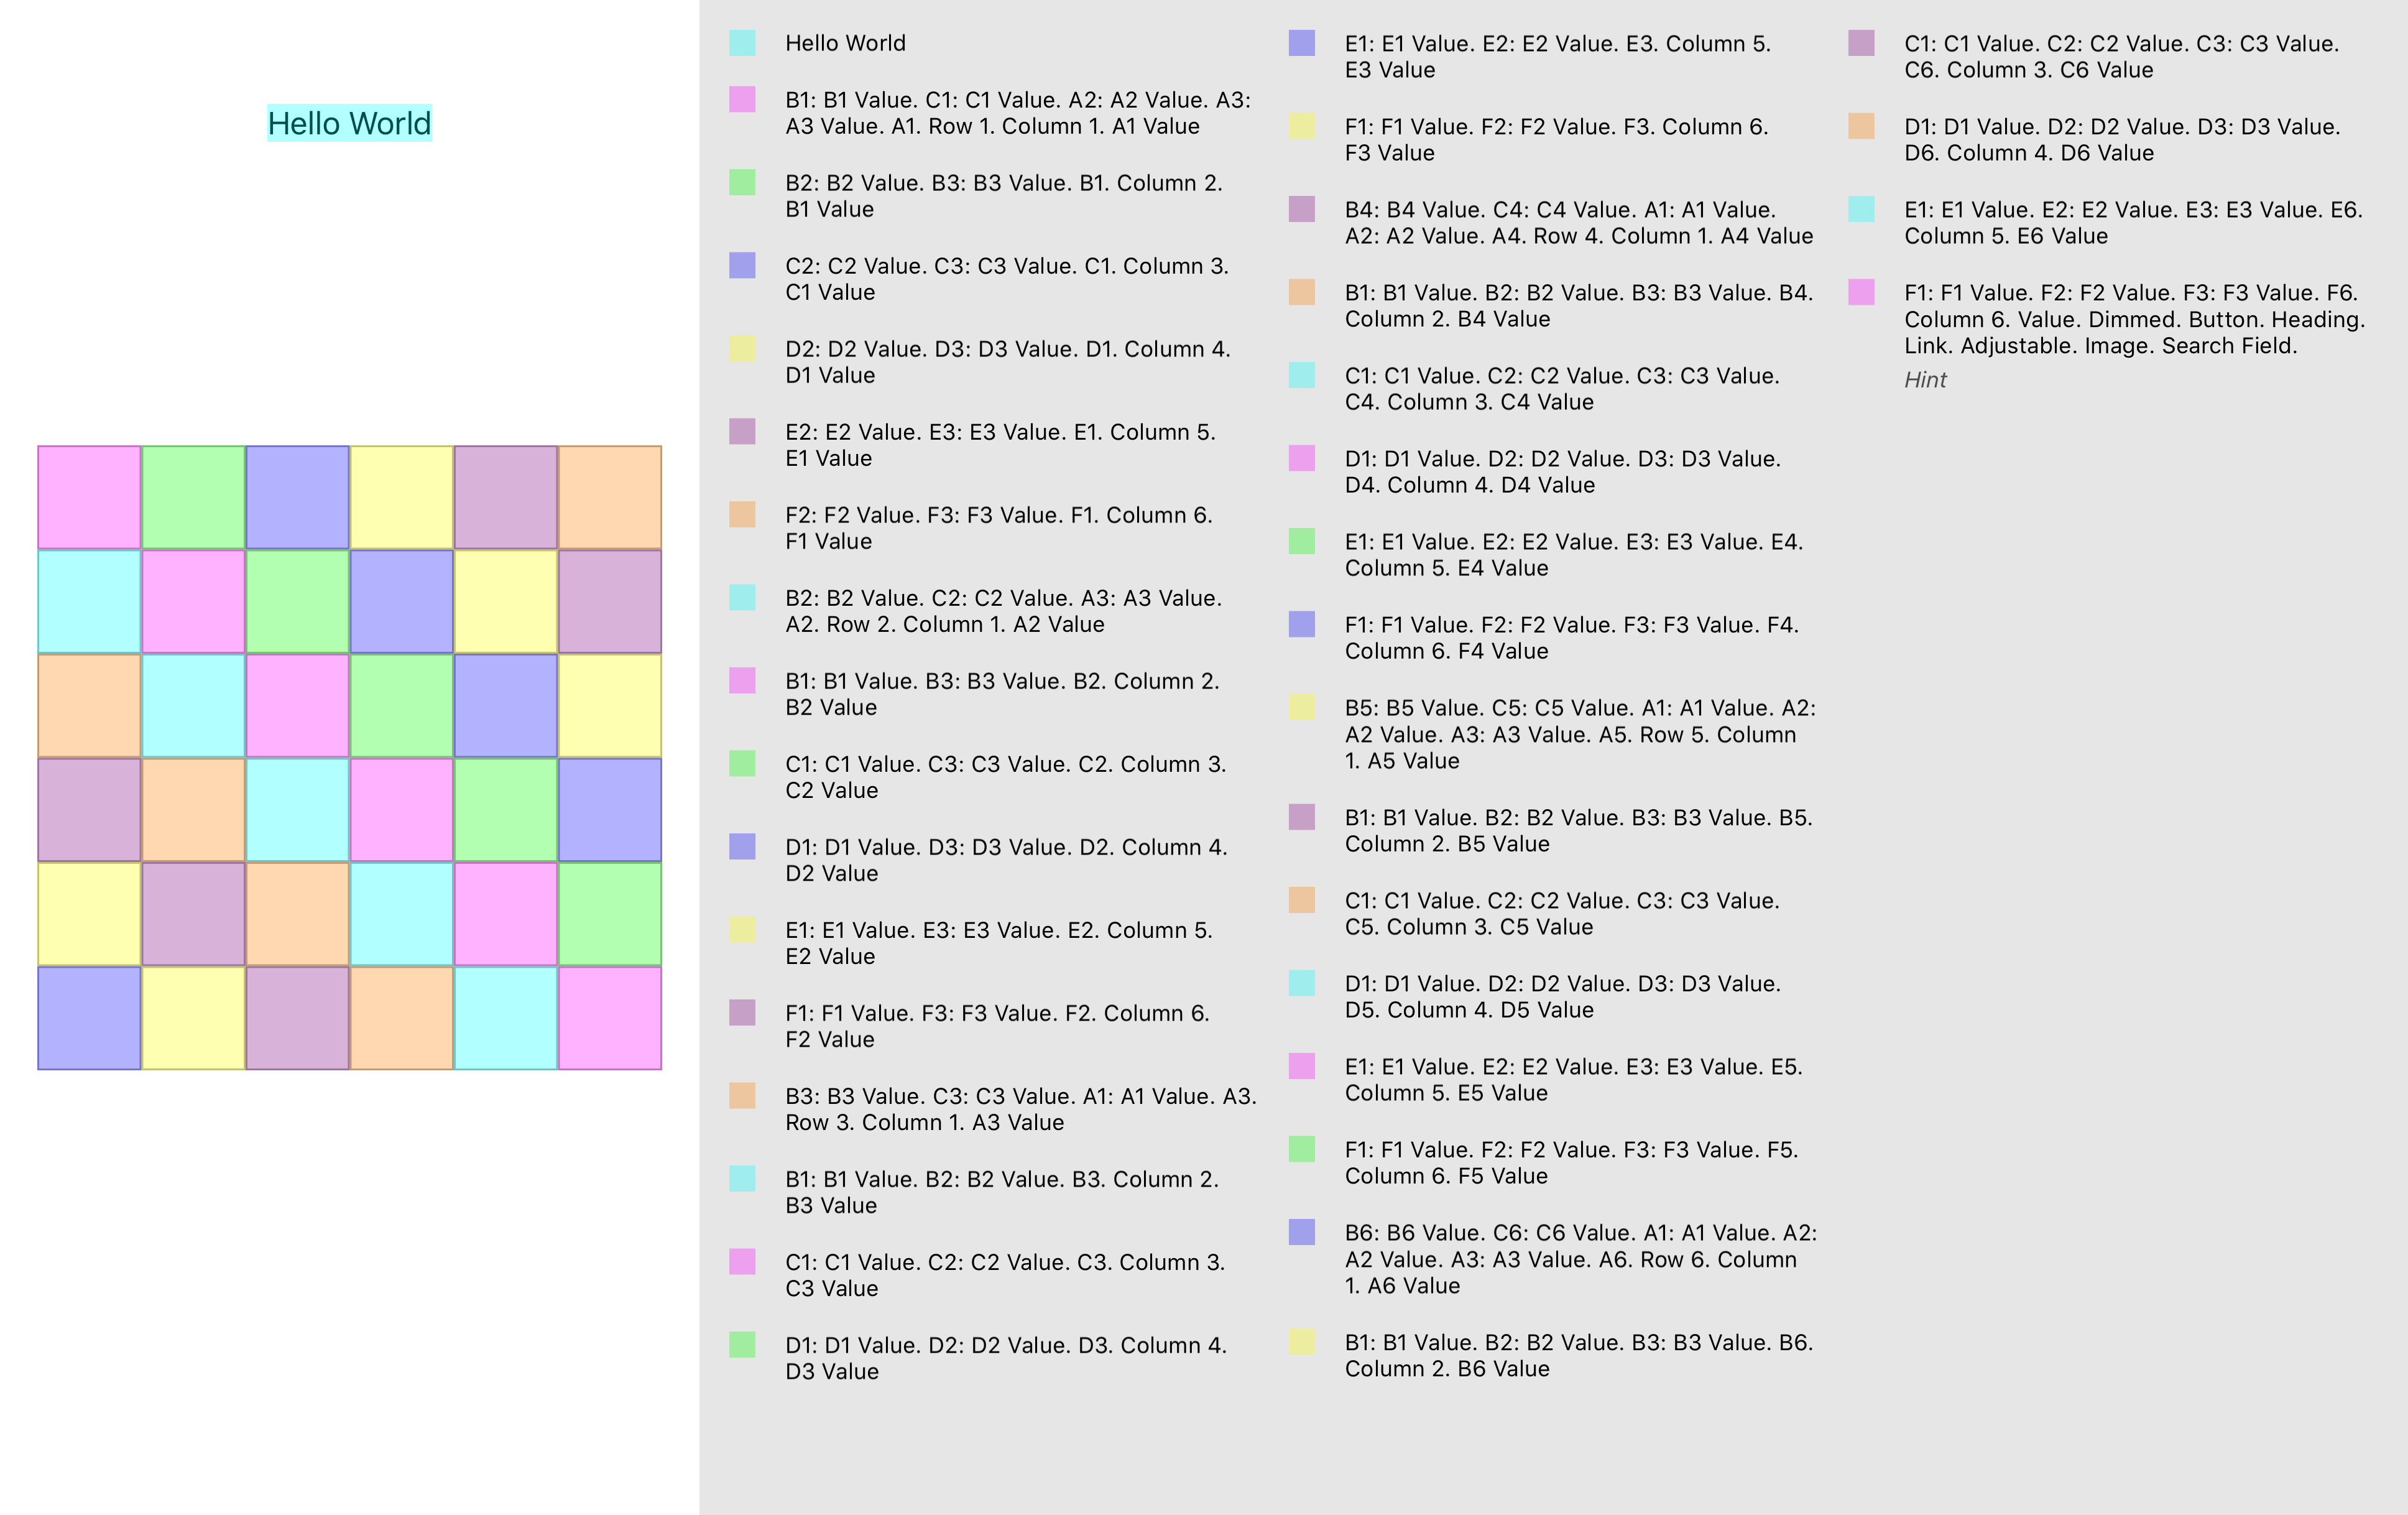 Hello World
Hello World
B1: B1 Value. C1: C1 Value. A2: A2 Value. A3:
A3 Value. A1. Row 1. Column 1. A1 Value
B2: B2 Value. B3: B3 Value. B1. Column 2.
B1 Value
C2: C2 Value. C3: C3 Value. C1. Column 3.
C1 Value
D2: D2 Value. D3: D3 Value. D1. Column 4.
D1 Value
E2: E2 Value. E3: E3 Value. E1. Column 5.
E1 Value
F2: F2 Value. F3: F3 Value. F1. Column 6.
F1 Value
B2: B2 Value. C2: C2 Value. A3: A3 Value.
A2. Row 2. Column 1. A2 Value
B1: B1 Value. B3: B3 Value. B2. Column 2.
B2 Value
C1: C1 Value. C3: C3 Value. C2. Column 3.
C2 Value
D1: D1 Value. D3: D3 Value. D2. Column 4.
D2 Value
E1: E1 Value. E3: E3 Value. E2. Column 5.
E2 Value
F1: F1 Value. F3: F3 Value. F2. Column 6.
F2 Value
B3: B3 Value. C3: C3 Value. A1: A1 Value. A3.
Row 3. Column 1. A3 Value
B1: B1 Value. B2: B2 Value. B3. Column 2.
B3 Value
C1: C1 Value. C2: C2 Value. C3. Column 3.
C3 Value
D1: D1 Value. D2: D2 Value. D3. Column 4.
D3 Value
E1: E1 Value. E2: E2 Value. E3. Column 5.
E3 Value
F1: F1 Value. F2: F2 Value. F3. Column 6.
F3 Value
B4: B4 Value. C4: C4 Value. A1: A1 Value.
A2: A2 Value. A4. Row 4. Column 1. A4 Value
B1: B1 Value. B2: B2 Value. B3: B3 Value. B4.
Column 2. B4 Value
C1: C1 Value. C2: C2 Value. C3: C3 Value.
C4. Column 3. C4 Value
D1: D1 Value. D2: D2 Value. D3: D3 Value.
D4. Column 4. D4 Value
E1: E1 Value. E2: E2 Value. E3: E3 Value. E4.
Column 5. E4 Value
F1: F1 Value. F2: F2 Value. F3: F3 Value. F4.
Column 6. F4 Value
B5: B5 Value. C5: C5 Value. A1: A1 Value. A2:
A2 Value. A3: A3 Value. A5. Row 5. Column
1. A5 Value
B1: B1 Value. B2: B2 Value. B3: B3 Value. B5.
Column 2. B5 Value
C1: C1 Value. C2: C2 Value. C3: C3 Value.
C5. Column 3. C5 Value
D1: D1 Value. D2: D2 Value. D3: D3 Value.
D5. Column 4. D5 Value
E1: E1 Value. E2: E2 Value. E3: E3 Value. E5.
Column 5. E5 Value
F1: F1 Value. F2: F2 Value. F3: F3 Value. F5.
Column 6. F5 Value
B6: B6 Value. C6: C6 Value. A1: A1 Value. A2:
A2 Value. A3: A3 Value. A6. Row 6. Column
1. A6 Value
B1: B1 Value. B2: B2 Value. B3: B3 Value. B6.
Column 2. B6 Value
C1: C1 Value. C2: C2 Value. C3: C3 Value.
C6. Column 3. C6 Value
D1: D1 Value. D2: D2 Value. D3: D3 Value.
D6. Column 4. D6 Value
E1: E1 Value. E2: E2 Value. E3: E3 Value. E6.
Column 5. E6 Value
F1: F1 Value. F2: F2 Value. F3: F3 Value. F6.
Column 6. Value. Dimmed. Button. Heading.
Link. Adjustable. Image. Search Field.
Hint